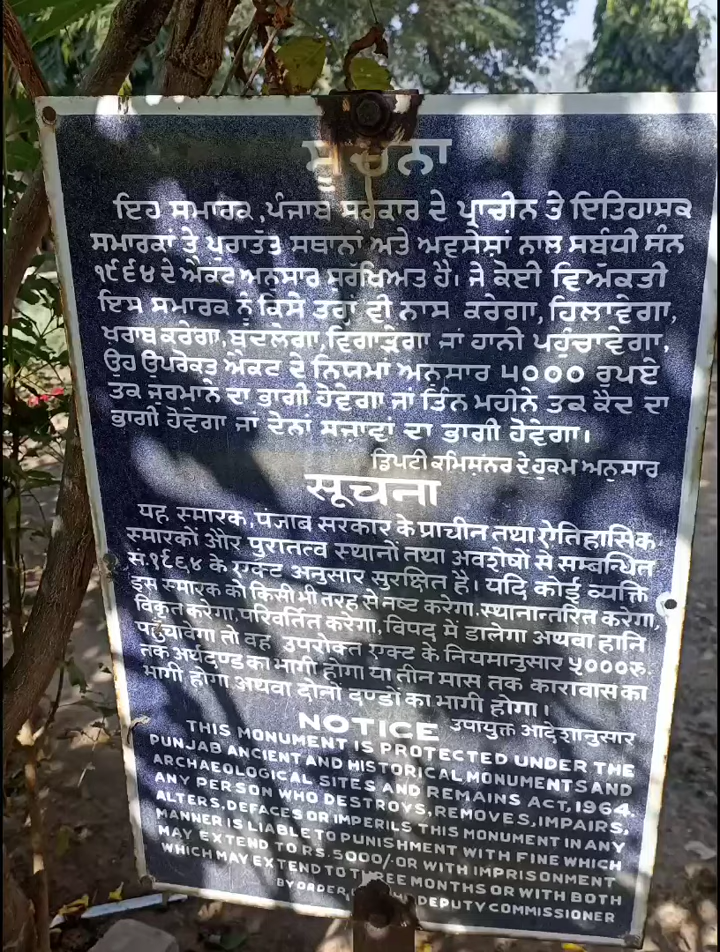 ਸੂਚਨਾ
ਇਹ ਸਮਾਰਕ, ਪੰਜਾਬ ਸਰਕਾਰ ਦੇ ਪ੍ਰਾਚੀਨ ਤੇ ਇਤਿਹਾਸਕ
ਸਮਾਰਕਾਂ ਤੇ ਪੁਰਾਤੱਤ ਸਥਾਨਾਂ ਅਤੇ ਅਵਸੇਸ਼ਾਂ ਨਾਲ ਸਬੰਧੀ ਸੰਨ
੧੯੬੪ ਦੇ ਐਕਟ ਅਨੁਸਾਰ ਸੁਰੱਖਿਅਤ ਹੈ। ਜੇ ਕੋਈ ਵਿਅੱਕਤੀ
ਇਸ ਸਮਾਰਕ ਨੂੰ ਕਿਸੇ ਤਰ੍ਹਾਂ ਵੀ ਨਾਸ ਕਰੇਗਾ, ਹਿਲਾਵੇਗਾ,
ਖ਼ਰਾਬ ਕਰੇਗਾ, ਬਦਲੇਗਾ, ਵਿਗਾੜੇਗਾ ਜਾਂ ਹਾਨੀ ਪਹੁੰਚਾਵੇਗਾ,
ਉਹ ਉਪਰੋਕਤ ਐਕਟ ਦੇ ਨਿਯਮਾਂ ਅਨੁਸਾਰ ੫੦੦੦ ਰੁਪਏ
ਤਕ ਜੁਰਮਾਨੇ ਦਾ ਭਾਗੀ ਹੋਵੇਗਾ ਜਾਂ ਤਿੰਨ ਮਹੀਨੇ ਤਕ ਕੈਦ ਦਾ
ਭਾਗੀ ਹੋਵੇਗਾ ਜਾਂ ਦੋਨਾਂ ਸਜ਼ਾਵਾਂ ਦਾ ਭਾਗੀ ਹੋਵੇਗਾ।
ਡਿਪਟੀ ਕਮਿਸ਼ਨਰ ਦੇ ਹੁਕਮ ਅਨੁਸਾਰ
सूचना
यह स्मारक, पंजाब सरकार के प्राचीन तथा ऐतिहासिक
स्मारकों और पुरातत्व स्थानों तथा अवशेषों से सम्बन्धित
सं.१९६४ के एक्ट अनुसार सुरक्षित है। यदि कोई व्यक्ति
इस स्मारक को किसी भी तरह से नष्ट करेगा, स्थानान्तरित करेगा,
विकृत करेगा, परिवर्तित करेगा, विपद में डालेगा अथवा हानि
पहुंचावेगा तो वह उपरोक्त एक्ट के नियमानुसार ५०००रु.
तक अर्थदण्ड का भागी होगा या तीन मास तक कारावास का
भागी होगा अथवा दोनों दण्डों का भागी होगा।
उपायुक्त आदेशानुसार
NOTICE
THIS MONUMENT IS PROTECTED UNDER THE
PUNJAB ANCIENT AND HISTORICAL MONUMENTS AND
ARCHAEOLOGICAL SITES AND REMAINS ACT, 1964.
ANY PERSON WHO DESTROYS, REMOVES, IMPAIRS,
ALTERS, DEFACES OR IMPERILS THIS MONUMENT IN ANY
MANNER IS LIABLE TO PUNISHMENT WITH FINE WHICH
MAY EXTEND TO RS. 5000/- OR WITH IMPRISONMENT
WHICH MAY EXTEND TO THREE MONTHS OR WITH BOTH
BY ORDER, DEPUTY COMMISSIONER